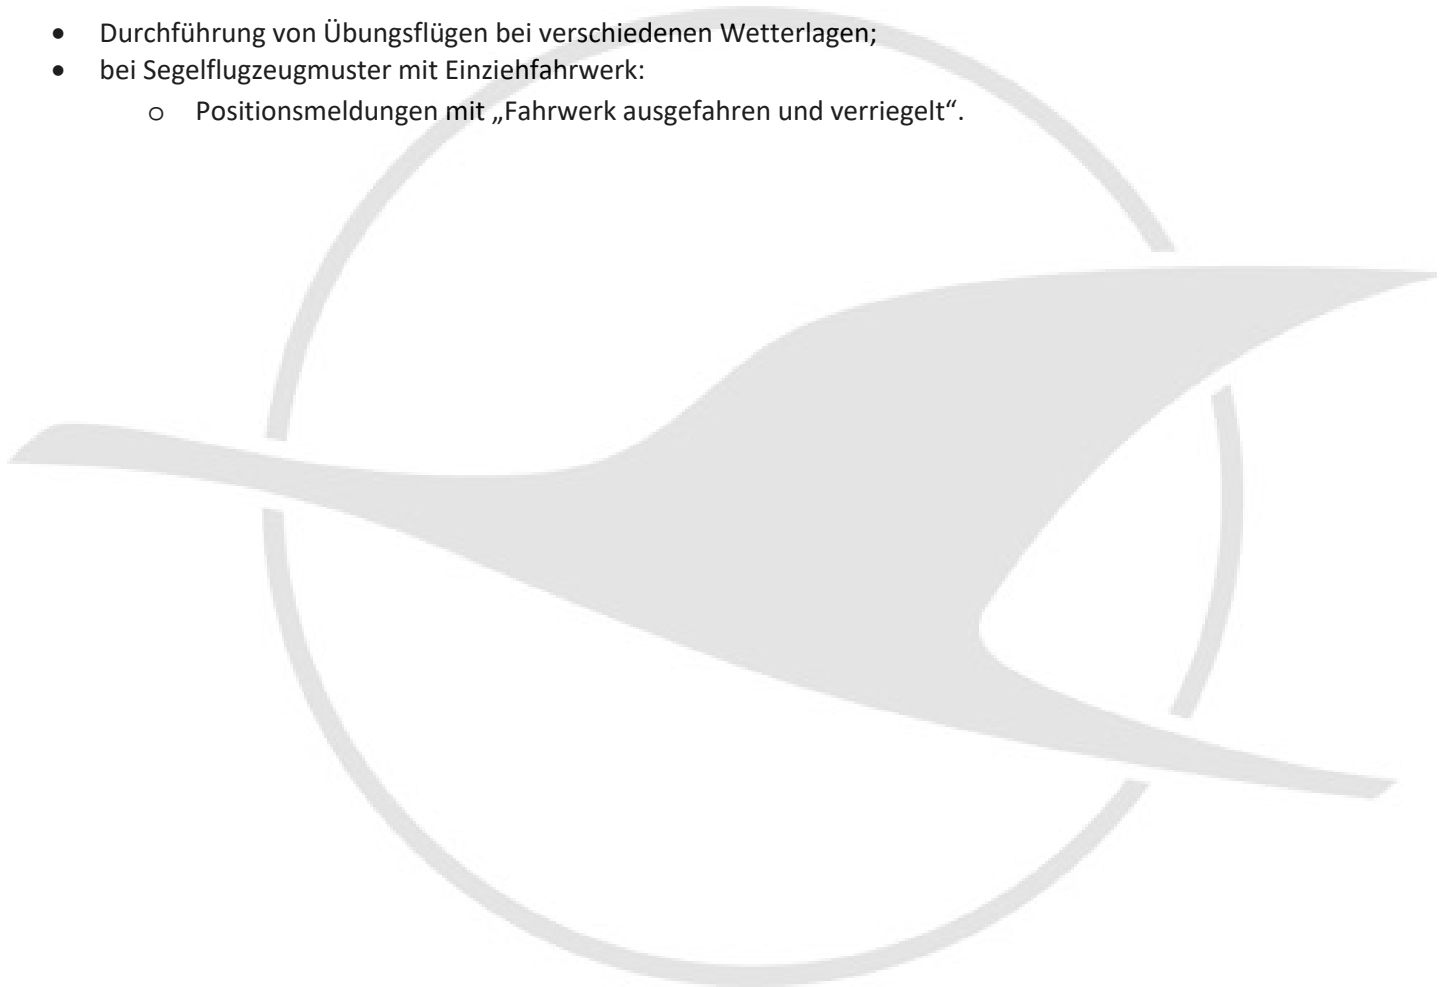 • Durchführung von Übungsflügen bei verschiedenen Wetterlagen;
• bei Segelflugzeugmuster mit Einziehfahrwerk:
o Positionsmeldungen mit „Fahrwerk ausgefahren und verriegelt“.